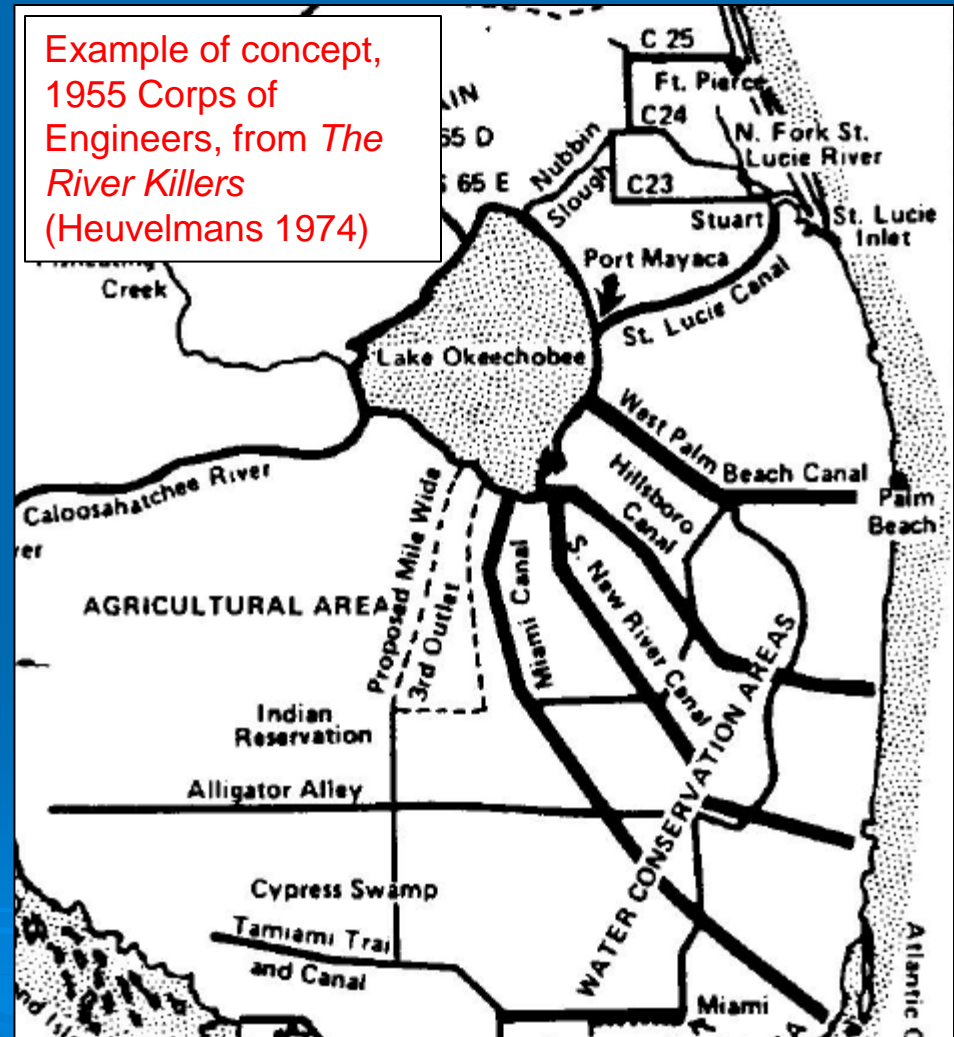 Example of concept,
1955 Corps of
Engineers, from The
River Killers
(Heuvelmans 1974)
C 25
Ft. Pierce
65 D
C24
N. Fork St.
Lucie River
65 E
Nubbin
Slough
C23
Stuart
St. Lucie
Inlet
Creek
Port Mayaca
St. Lucie Canal
Lake Okeechobee
West Palm
Beach Canal
Palm
Beach
Hillsboro
Canal
Caloosahatchee River
AGRICULTURAL AREA
Proposed Mile Wide
3rd Outlet
Miami Canal
S. New River Canal
WATER CONSERVATION AREAS
Indian
Reservation
Alligator Alley
Cypress Swamp
Tamiami Trai
and Canal
Miami
Atlantic